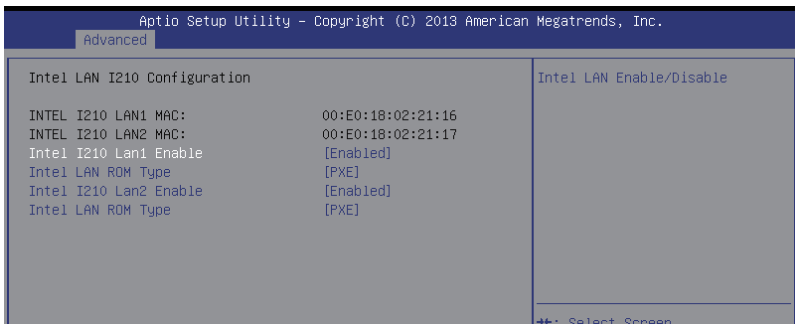 Aptio Setup Utility – Copyright (C) 2013 American Megatrends, Inc.
Advanced
Intel LAN I210 Configuration
INTEL I210 LAN1 MAC: 00:E0:18:02:21:16
INTEL I210 LAN2 MAC: 00:E0:18:02:21:17
Intel I210 Lan1 Enable [Enabled]
Intel LAN ROM Type [PXE]
Intel I210 Lan2 Enable [Enabled]
Intel LAN ROM Type [PXE]
Intel LAN Enable/Disable
: Select Screen